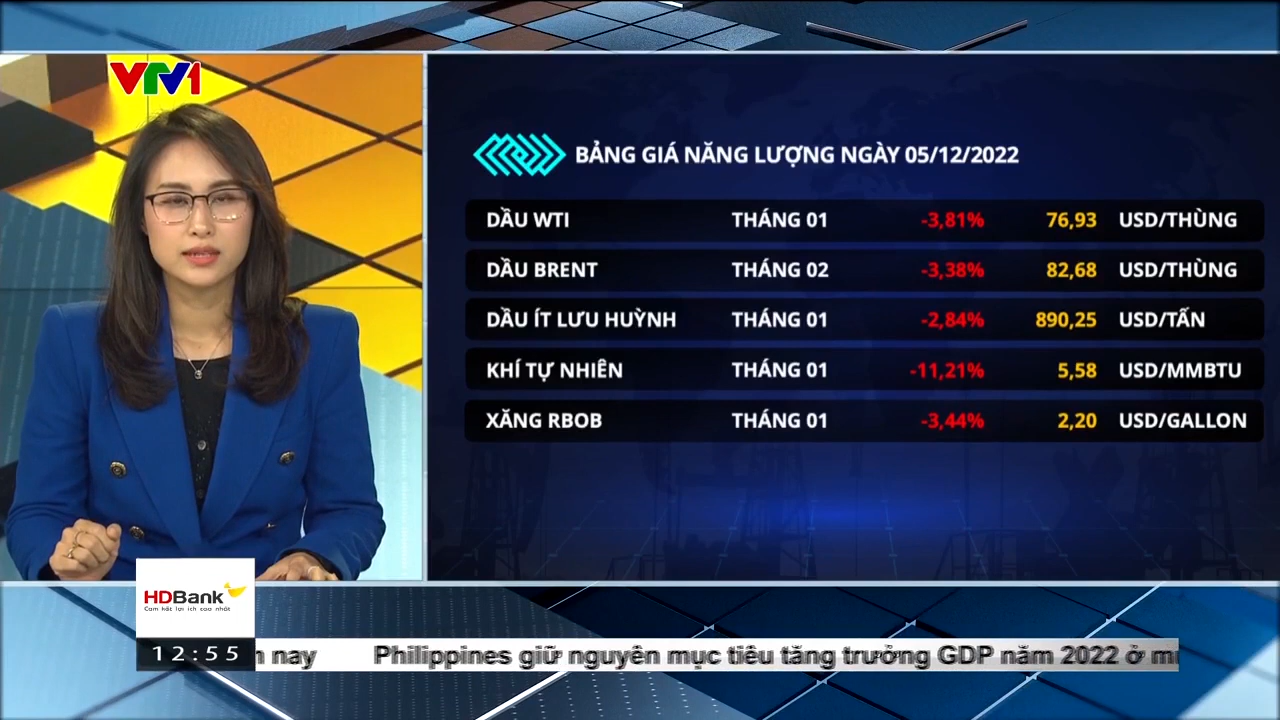 VTV1
BẢNG GIÁ NĂNG LƯỢNG NGÀY 05/12/2022
DẦU WTI THÁNG 01 -3,81% 76,93 USD/THÙNG
DẦU BRENT THÁNG 02 -3,38% 82,68 USD/THÙNG
DẦU ÍT LƯU HUỲNH THÁNG 01 -2,84% 890,25 USD/TẤN
KHÍ TỰ NHIÊN THÁNG 01 -11,21% 5,58 USD/MMBTU
XĂNG RBOB THÁNG 01 -3,44% 2,20 USD/GALLON
HDBank
Cam kết lợi ích cao nhất
12:55 nay Philippines giữ nguyên mục tiêu tăng trưởng GDP năm 2022 ở